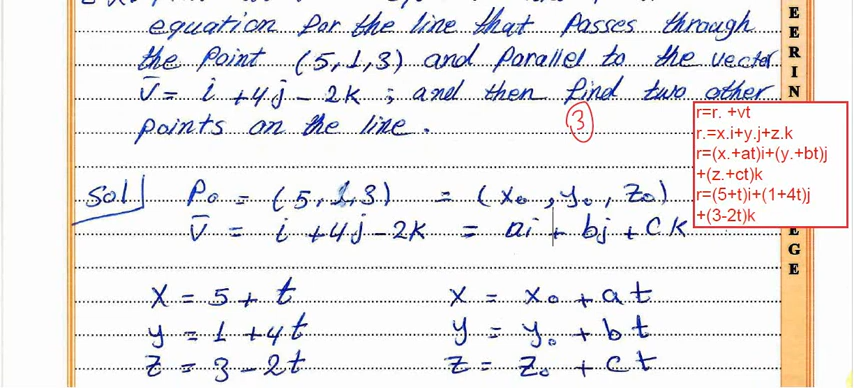 equation for the line that passes through
the point (5,1,3) and parallel to the vector
v̄ = i + 4j - 2k ; and then find two other
points on the line.
3
r=r. +vt
r.=x.i+y.j+z.k
r=(x.+at)i+(y.+bt)j
+(z.+ct)k
r=(5+t)i+(1+4t)j
+(3-2t)k
Sol P₀ = (5,1,3) = (x₀, y₀, z₀)
v̄ = i + 4j - 2k = ai + bj + ck
x = 5 + t x = x₀ + at
y = 1 + 4t y = y₀ + bt
z = 3 - 2t z = z₀ + ct
E
E
R
I
N
E
G
E